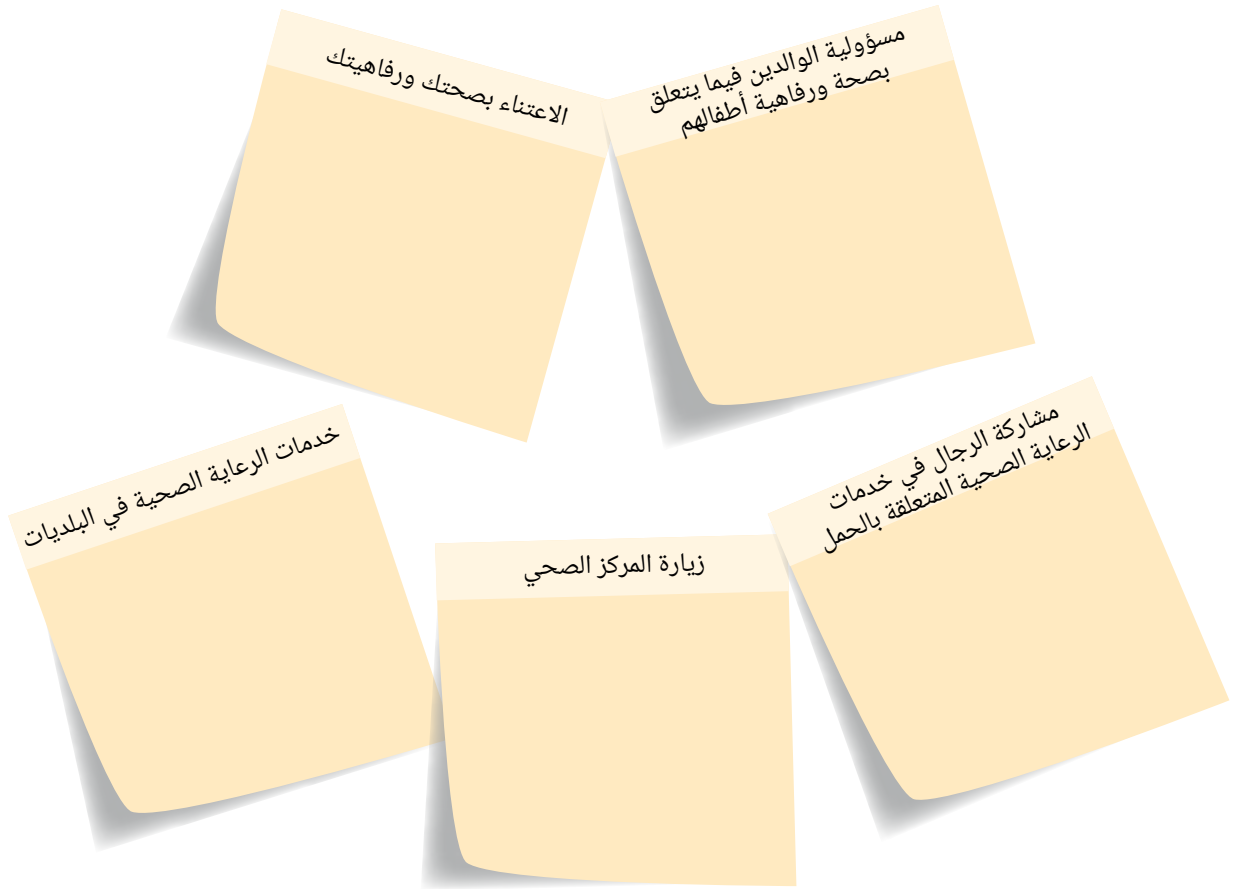 مسؤولية الوالدين فيما يتعلق
بصحة ورفاهية أطفالهم
الاعتناء بصحتك ورفاهيتك
مشاركة الرجال في خدمات
الرعاية الصحية المتعلقة بالحمل
زيارة المركز الصحي
خدمات الرعاية الصحية في البلديات